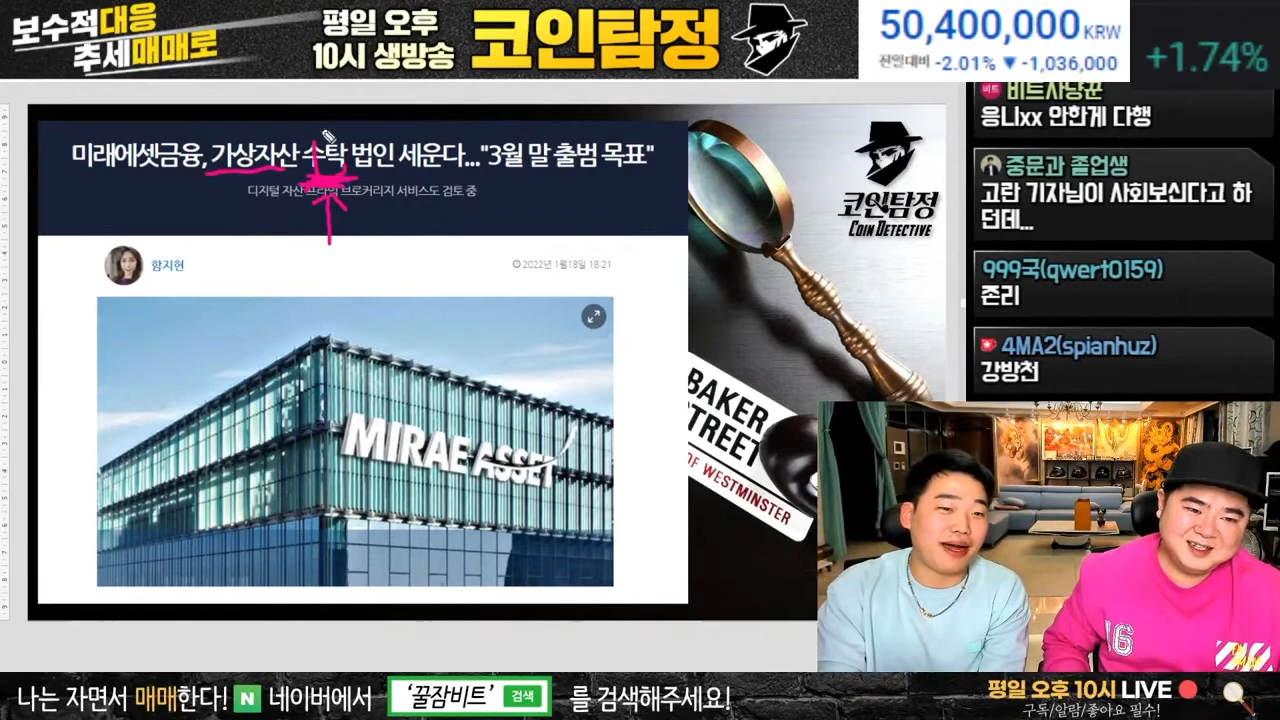 보수적대응
추세매매로
평일 오후
10시 생방송
코인탐정
50,400,000 KRW
전일대비 -2.01% ▼ -1,036,000
+1.74%
미래에셋금융, 가상자산 수탁 법인 세운다..."3월 말 출범 목표"
디지털 자산 프라임 브로커리지 서비스도 검토 중
함지현
2022년 1월18일 18:21
MIRAE ASSET
코인탐정
COIN DETECTIVE
BAKER
STREET
OF WESTMINSTER
비트
비트사냥꾼
응LIxx 안한게 다행
중문과 졸업생
고란 기자님이 사회보신다고 하
던데...
999국(qwert0159)
존리
4MA2(spianhuz)
강방천
16
나는 자면서 매매한다! N 네이버에서 '꿀잠비트' 검색 를 검색해주세요!
평일 오후 10시 LIVE
구독/알람/좋아요 필수!